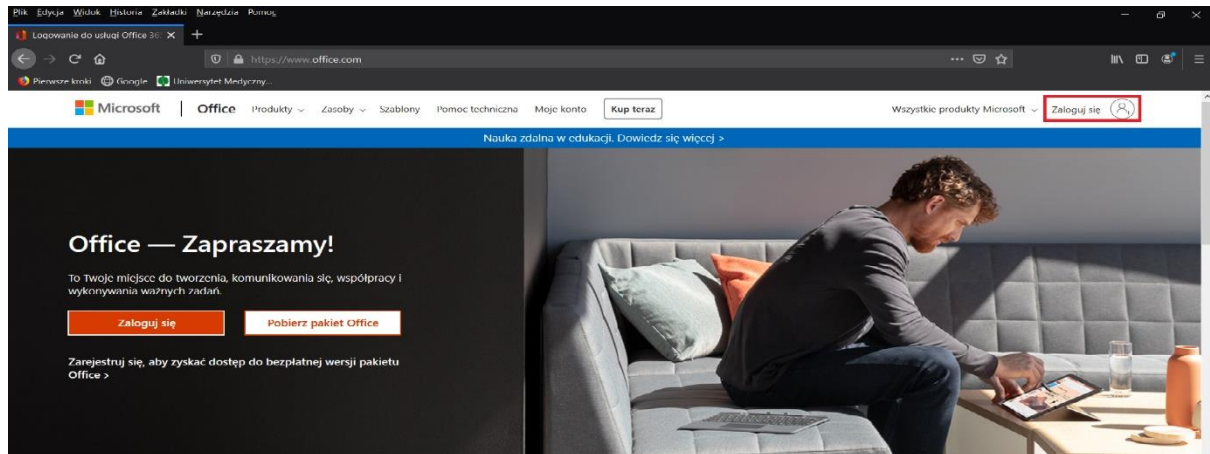 Plik Edycja Widok Historia Zakładki Narzędzia Pomoc
Logowanie do usługi Office 36
https://www.office.com
Pierwsze kroki Google Uniwersytet Medyczny...
Microsoft Office Produkty Zasoby Szablony Pomoc techniczna Moje konto Kup teraz Wszystkie produkty Microsoft Zaloguj się
Nauka zdalna w edukacji. Dowiedz się więcej >
Office — Zapraszamy!
To Twoje miejsce do tworzenia, komunikowania się, współpracy i
wykonywania ważnych zadań.
Zaloguj się Pobierz pakiet Office
Zarejestruj się, aby zyskać dostęp do bezpłatnej wersji pakietu
Office >